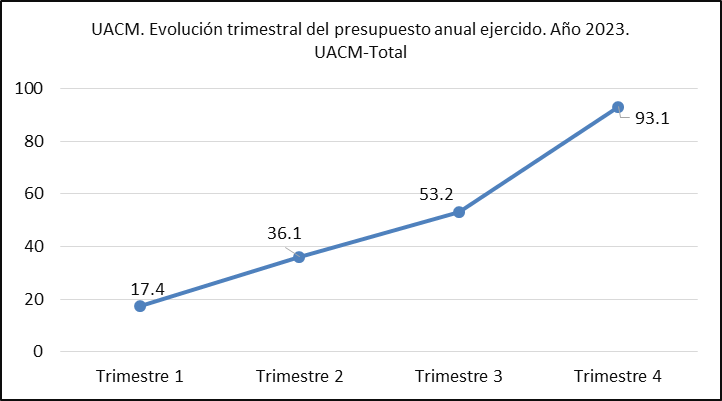 UACM. Evolución trimestral del presupuesto anual ejercido. Año 2023.
UACM-Total
100
80
60
40
20
0
17.4
36.1
53.2
93.1
Trimestre 1
Trimestre 2
Trimestre 3
Trimestre 4